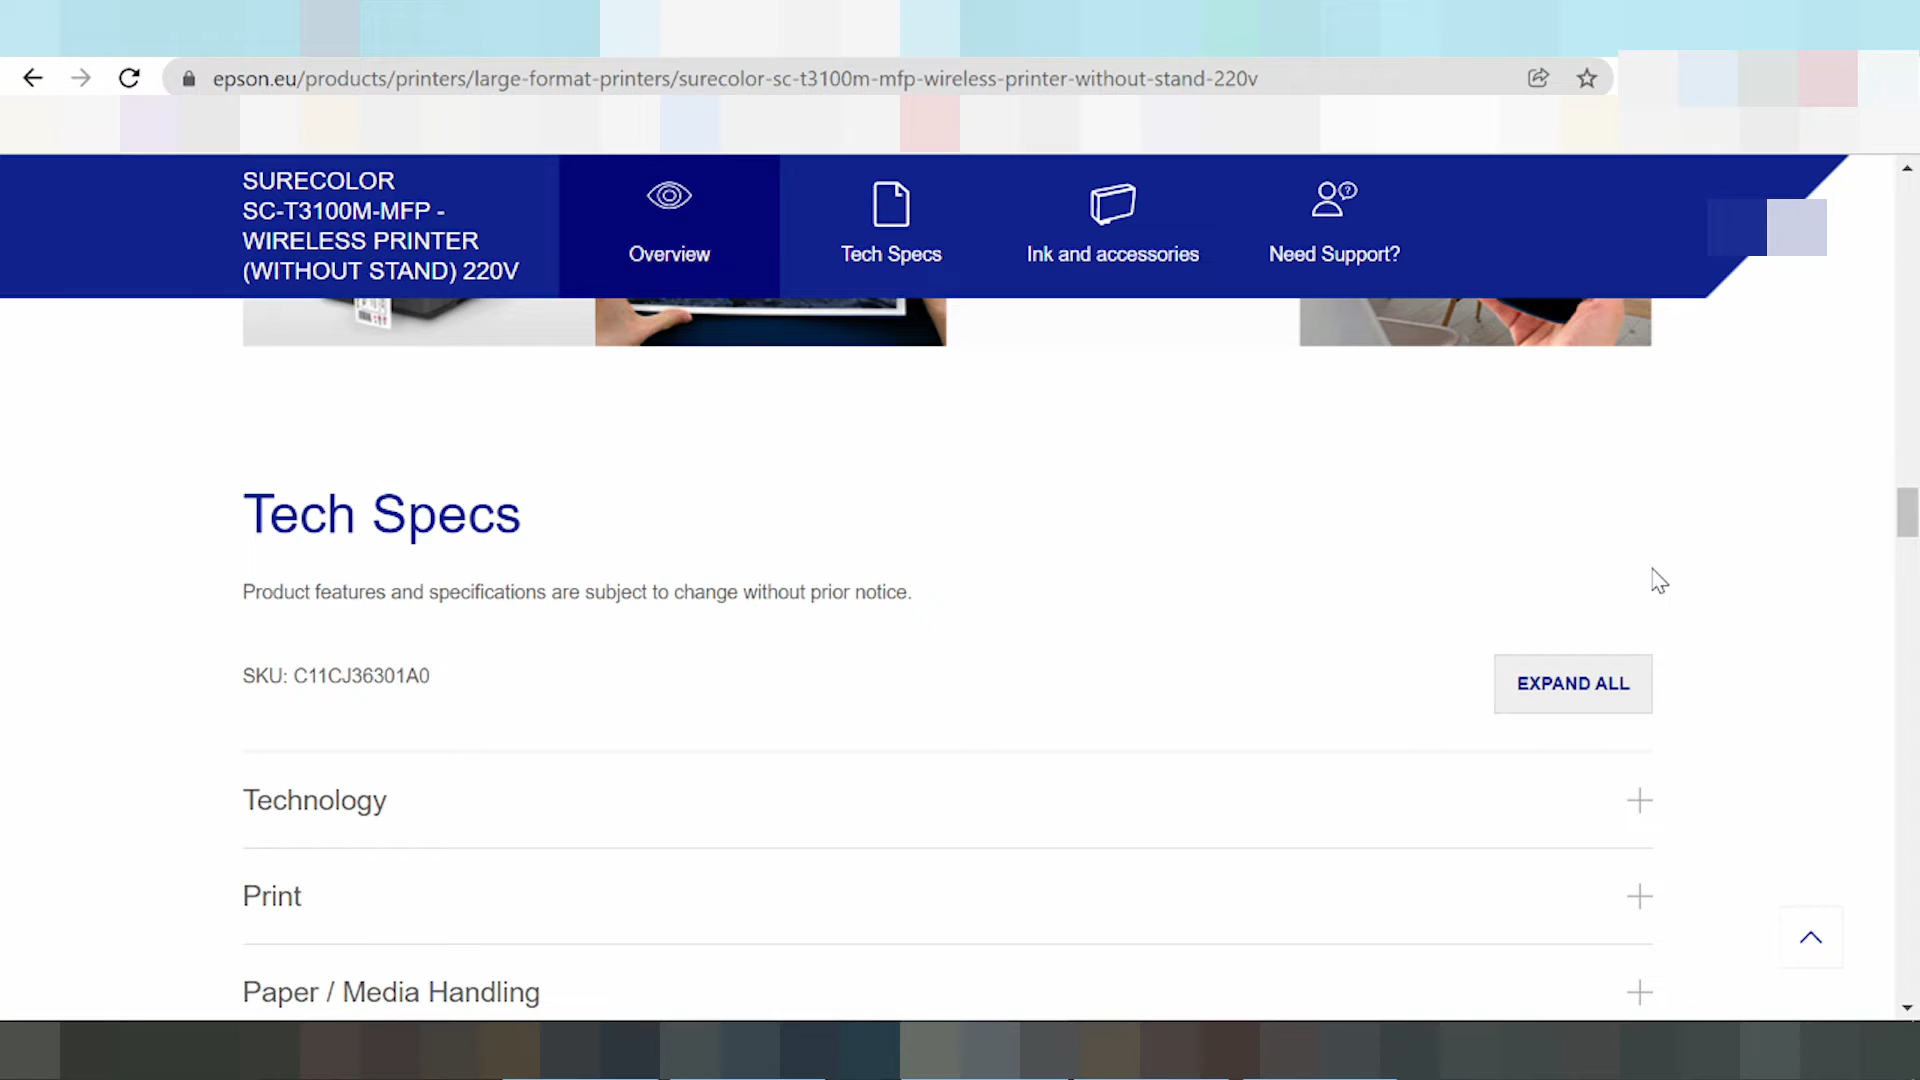 epson.eu/products/printers/large-format-printers/surecolor-sc-t3100m-mfp-wireless-printer-without-stand-220v
SURECOLOR
SC-T3100M-MFP -
WIRELESS PRINTER
(WITHOUT STAND) 220V
Overview
Tech Specs
Ink and accessories
Need Support?
Tech Specs
Product features and specifications are subject to change without prior notice.
SKU: C11CJ36301A0
EXPAND ALL
Technology
Print
Paper / Media Handling